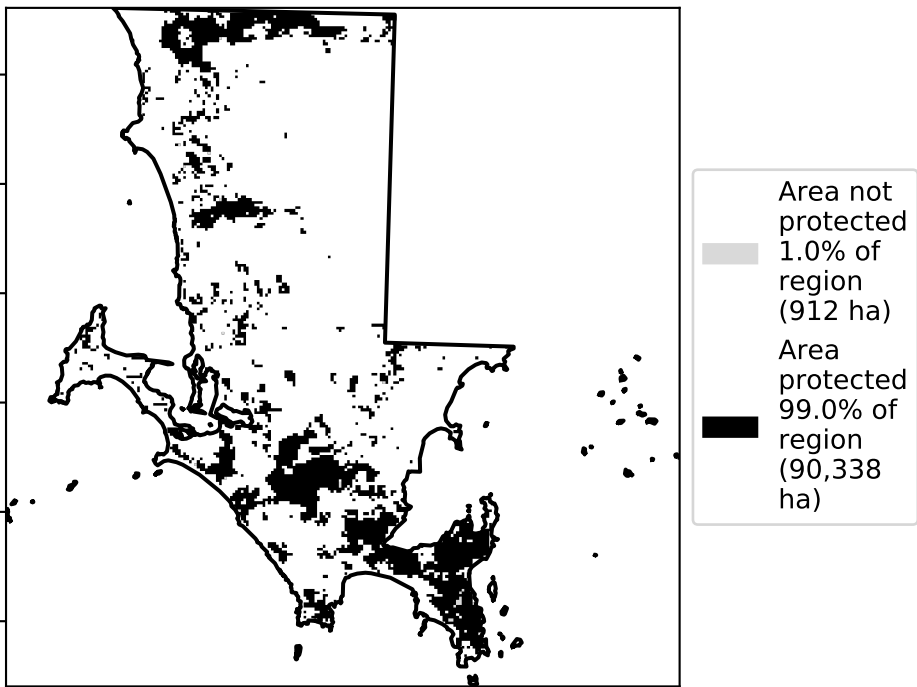 Area not
protected
1.0% of
region
(912 ha)
Area
protected
99.0% of
region
(90,338
ha)